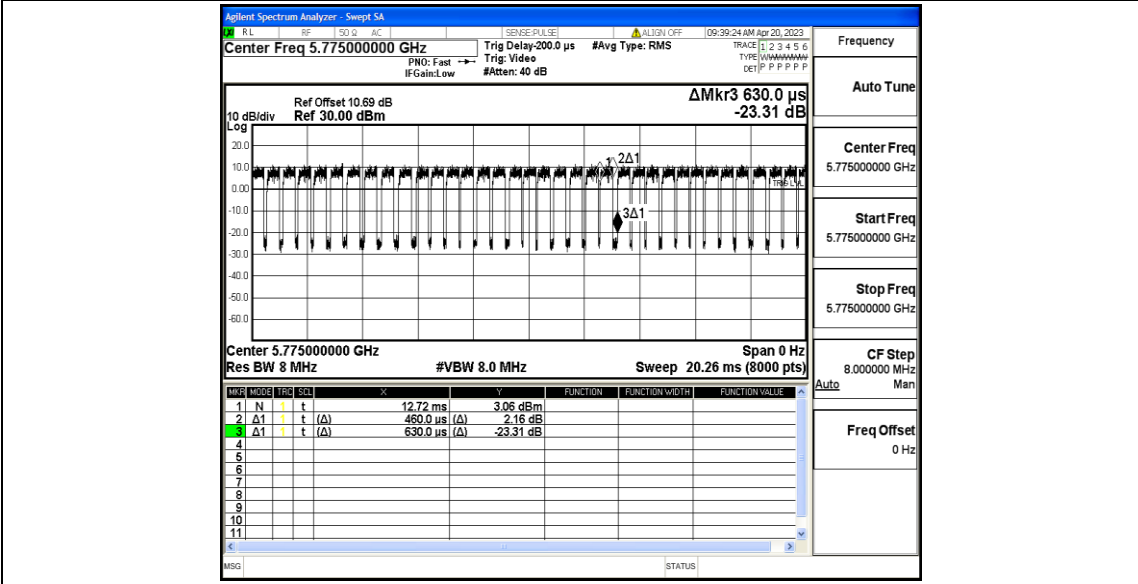 Agilent Spectrum Analyzer - Swept SA
RL RF 50 Ω AC SENSE:PULSE ALIGN OFF 09:39:24 AM Apr 20, 2023
Center Freq 5.775000000 GHz
PNO: Fast
IFGain:Low
Trig Delay-200.0 µs
Trig: Video
#Atten: 40 dB
#Avg Type: RMS
TRACE 1 2 3 4 5 6
TYPE
DET P P P P P P
ΔMkr3 630.0 µs
-23.31 dB
Ref Offset 10.69 dB
10 dB/div Ref 30.00 dBm
Log
20.0
10.0
0.00
-10.0
-20.0
-30.0
-40.0
-50.0
-60.0
1 2Δ1
3Δ1
TRIG LVL
Center 5.775000000 GHz Span 0 Hz
Res BW 8 MHz #VBW 8.0 MHz Sweep 20.26 ms (8000 pts)
MKR MODE TRC SCL X Y FUNCTION FUNCTION WIDTH FUNCTION VALUE
1 N t 12.72 ms 3.06 dBm
2 Δ1 t (Δ) 460.0 µs (Δ) 2.16 dB
3 Δ1 t (Δ) 630.0 µs (Δ) -23.31 dB
4
5
6
7
8
9
10
11
MSG STATUS
Frequency
Auto Tune
Center Freq
5.775000000 GHz
Start Freq
5.775000000 GHz
Stop Freq
5.775000000 GHz
CF Step
8.000000 MHz
Auto Man
Freq Offset
0 Hz